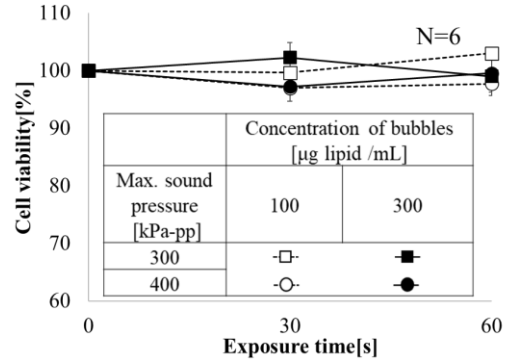 110
N=6
100
90
80
70
60
Cell viability[%]
Concentration of bubbles
[μg lipid /mL]
Max. sound
pressure
[kPa-pp]
100
300
300
400
0
30
60
Exposure time[s]